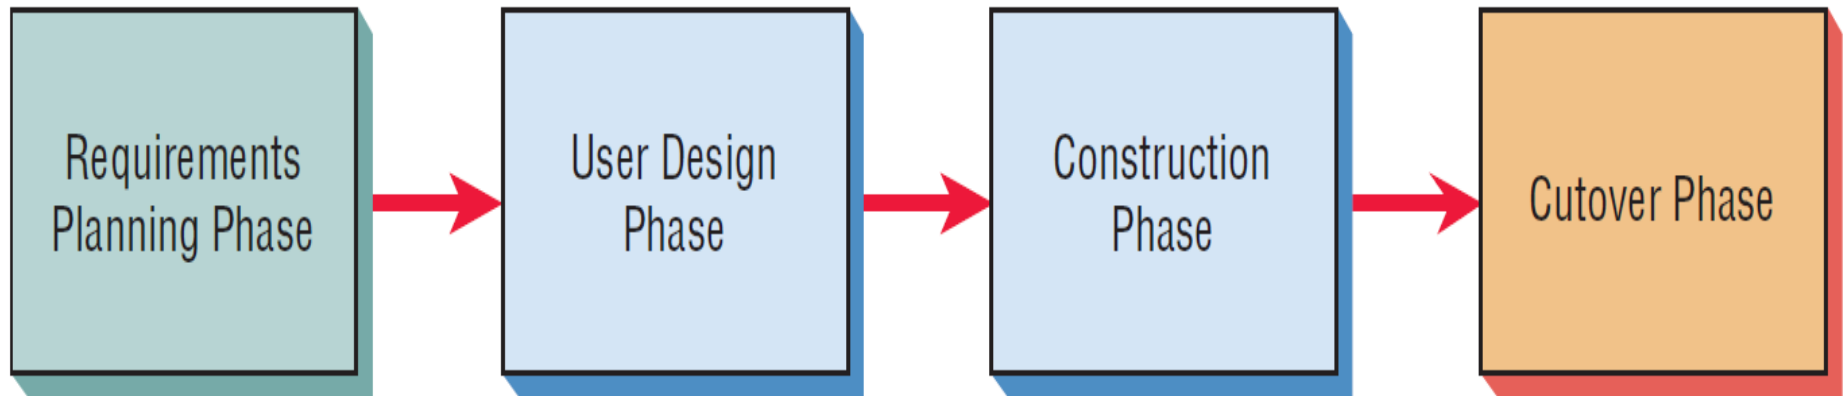 Requirements
Planning Phase
User Design
Phase
Construction
Phase
Cutover Phase